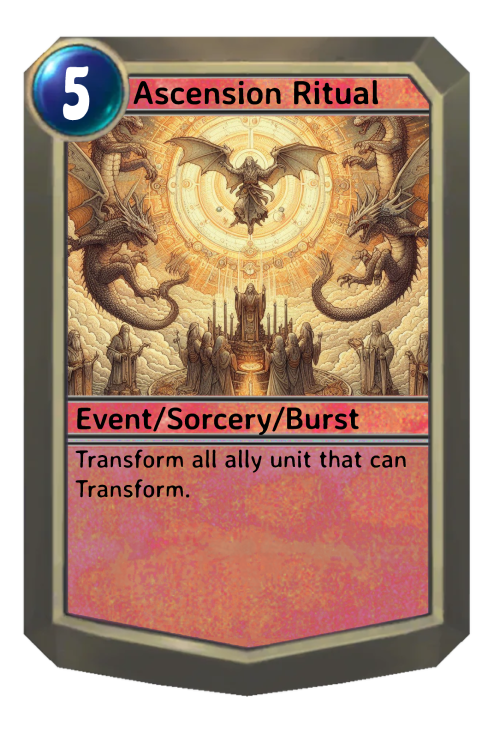 5
Ascension Ritual
Event/Sorcery/Burst
Transform all ally unit that can
Transform.